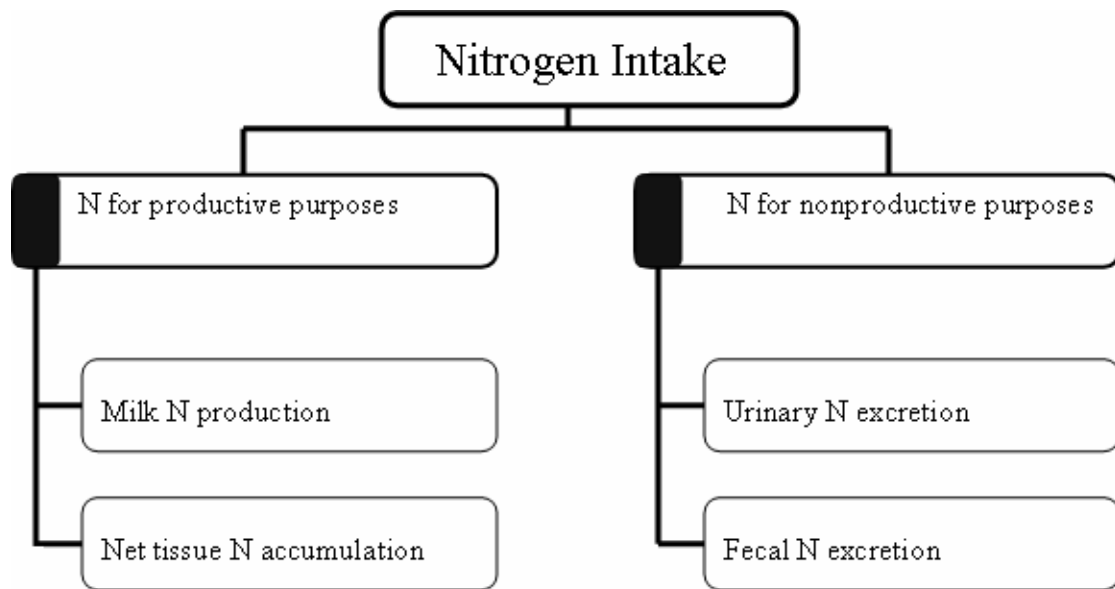 Nitrogen Intake
N for productive purposes
N for nonproductive purposes
Milk N production
Urinary N excretion
Net tissue N accumulation
Fecal N excretion